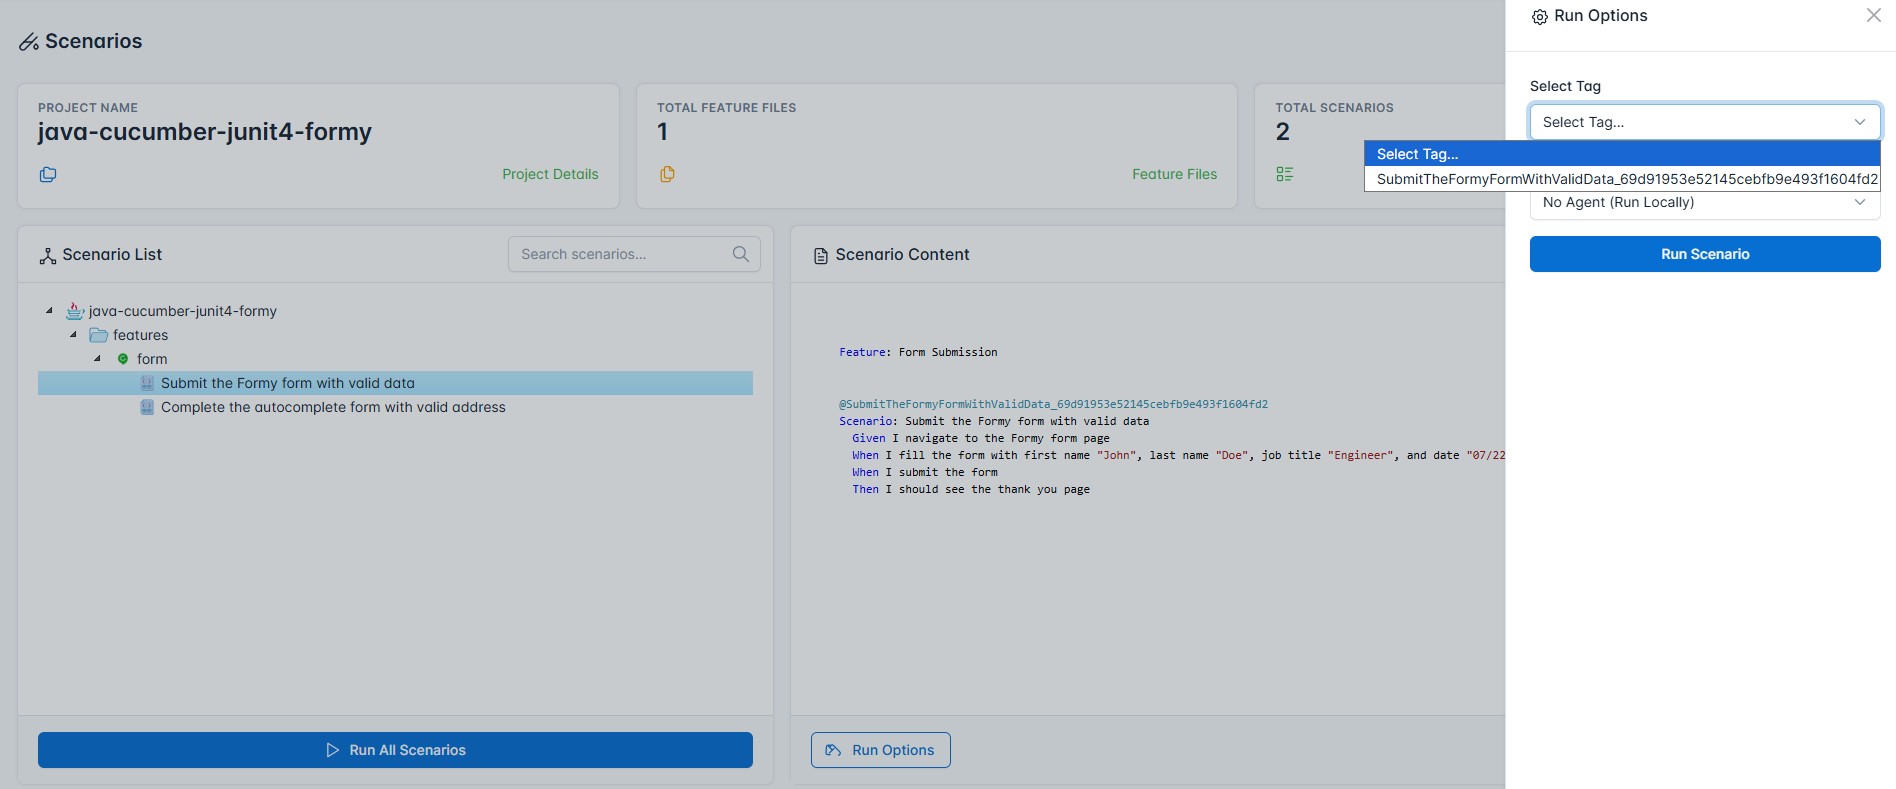 Scenarios
PROJECT NAME
java-cucumber-junit4-formy
Project Details
TOTAL FEATURE FILES
1
Feature Files
TOTAL SCENARIOS
2
Scenario List
Search scenarios...
java-cucumber-junit4-formy
features
form
Submit the Formy form with valid data
Complete the autocomplete form with valid address
Run All Scenarios
Scenario Content
Feature: Form Submission
@SubmitTheFormyFormWithValidData_69d91953e52145cebfb9e493f1604fd2
Scenario: Submit the Formy form with valid data
Given I navigate to the Formy form page
When I fill the form with first name "John", last name "Doe", job title "Engineer", and date "07/22
When I submit the form
Then I should see the thank you page
Run Options
Run Options
Select Tag
Select Tag...
Select Tag...
SubmitTheFormyFormWithValidData_69d91953e52145cebfb9e493f1604fd2
No Agent (Run Locally)
Run Scenario